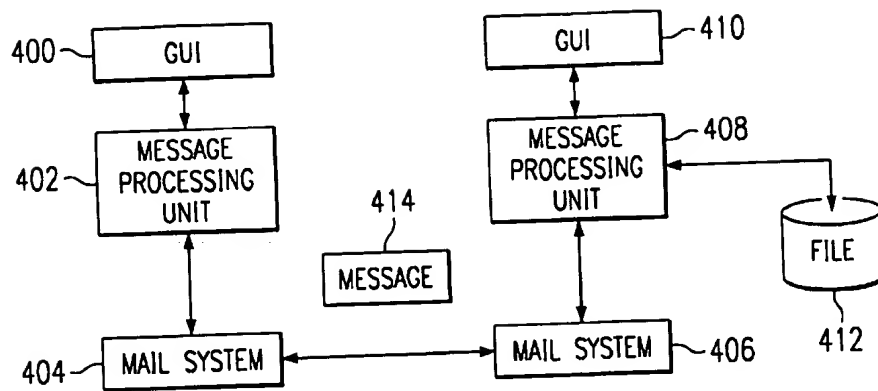 400
GUI
GUI
410
402
MESSAGE
PROCESSING
UNIT
MESSAGE
PROCESSING
UNIT
408
414
MESSAGE
FILE
412
404
MAIL SYSTEM
MAIL SYSTEM
406